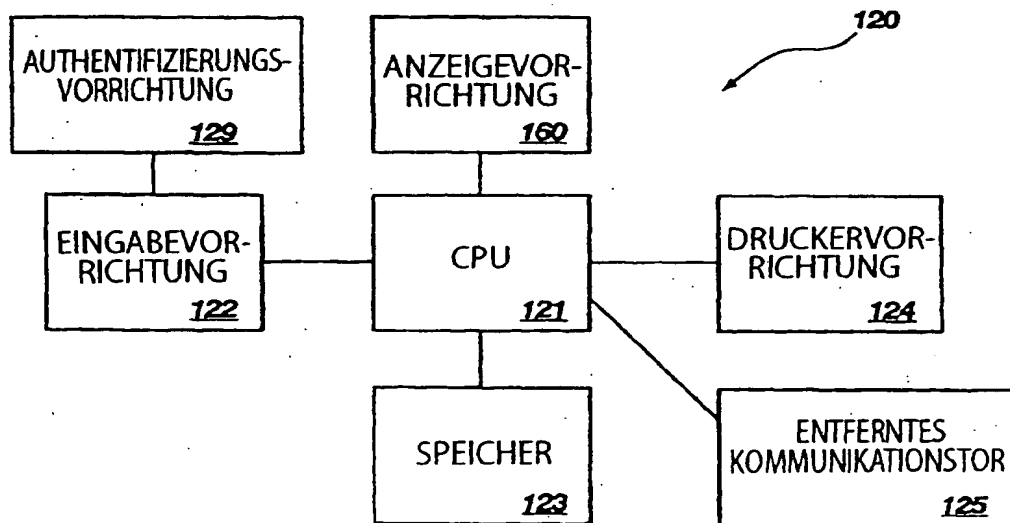 120
AUTHENTIFIZIERUNGS-
VORRICHTUNG
129
ANZEIGEVOR-
RICHTUNG
160
EINGABEVOR-
RICHTUNG
122
CPU
121
DRUCKERVOR-
RICHTUNG
124
SPEICHER
123
ENTFERNTES
KOMMUNIKATIONSTOR
125